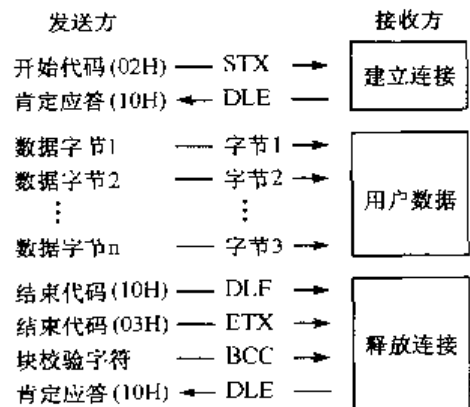 发送方 接收方
开始代码(02H) STX 建立连接
肯定应答(10H) DLE
数据字节1 字节1
数据字节2 字节2 用户数据
⋮ ⋮
数据字节n 字节3
结束代码(10H) DLF
结束代码(03H) ETX 释放连接
块校验字符 BCC
肯定应答(10H) DLE